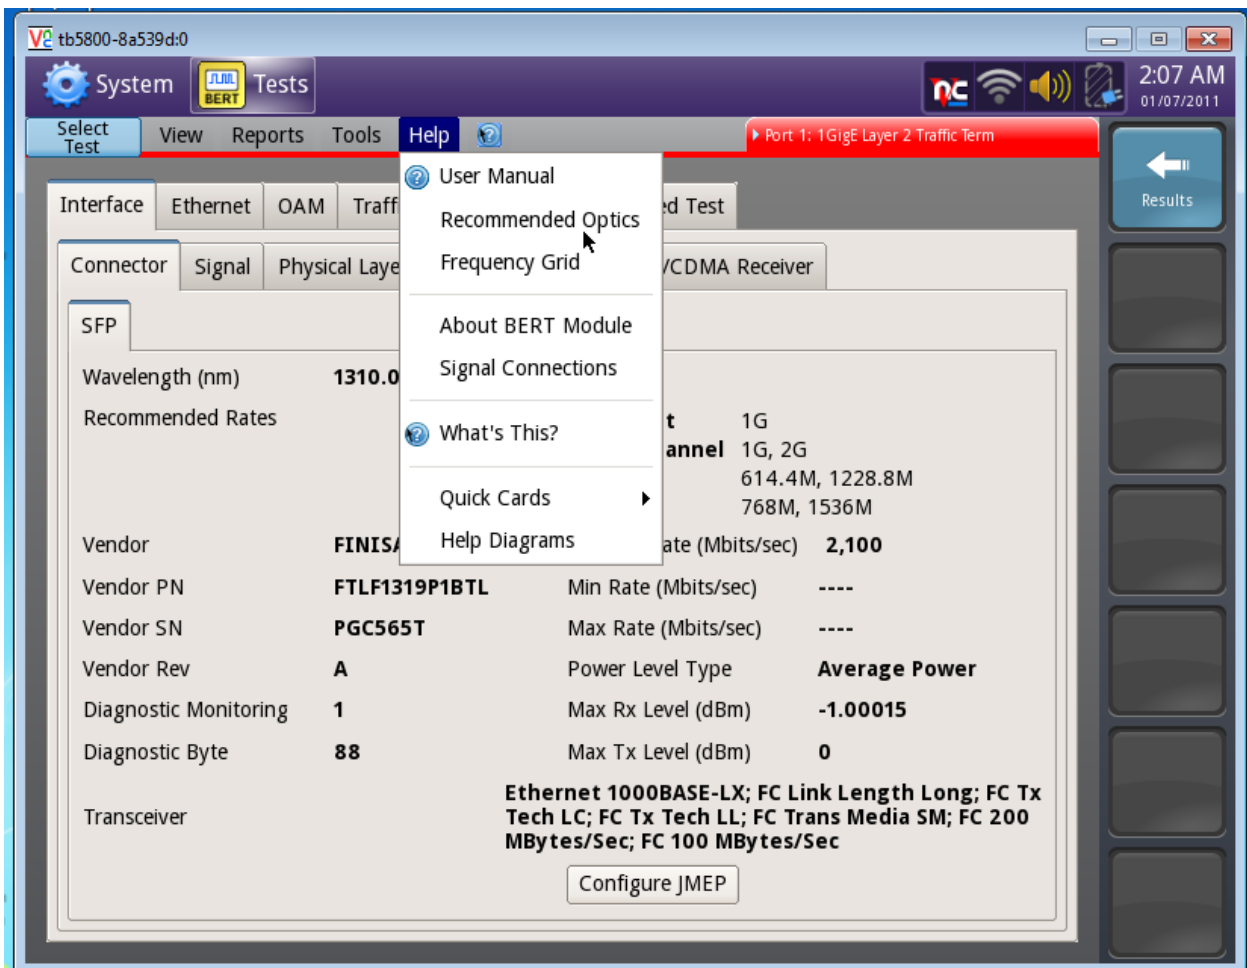 tb5800-8a539d:0
System
BERT
Tests
2:07 AM
01/07/2011
Select Test
View
Reports
Tools
Help
Port 1: 1GigE Layer 2 Traffic Term
Results
User Manual
Recommended Optics
Frequency Grid
About BERT Module
Signal Connections
What's This?
Quick Cards
Help Diagrams
Interface
Ethernet
OAM
Traff
ed Test
Connector
Signal
Physical Laye
/CDMA Receiver
SFP
Wavelength (nm) 1310.0
Recommended Rates
t 1G
annel 1G, 2G
614.4M, 1228.8M
768M, 1536M
Vendor FINISA
ate (Mbits/sec) 2,100
Vendor PN FTLF1319P1BTL
Min Rate (Mbits/sec) ----
Vendor SN PGC565T
Max Rate (Mbits/sec) ----
Vendor Rev A
Power Level Type Average Power
Diagnostic Monitoring 1
Max Rx Level (dBm) -1.00015
Diagnostic Byte 88
Max Tx Level (dBm) 0
Transceiver
Ethernet 1000BASE-LX; FC Link Length Long; FC Tx
Tech LC; FC Tx Tech LL; FC Trans Media SM; FC 200
MBytes/Sec; FC 100 MBytes/Sec
Configure JMEP